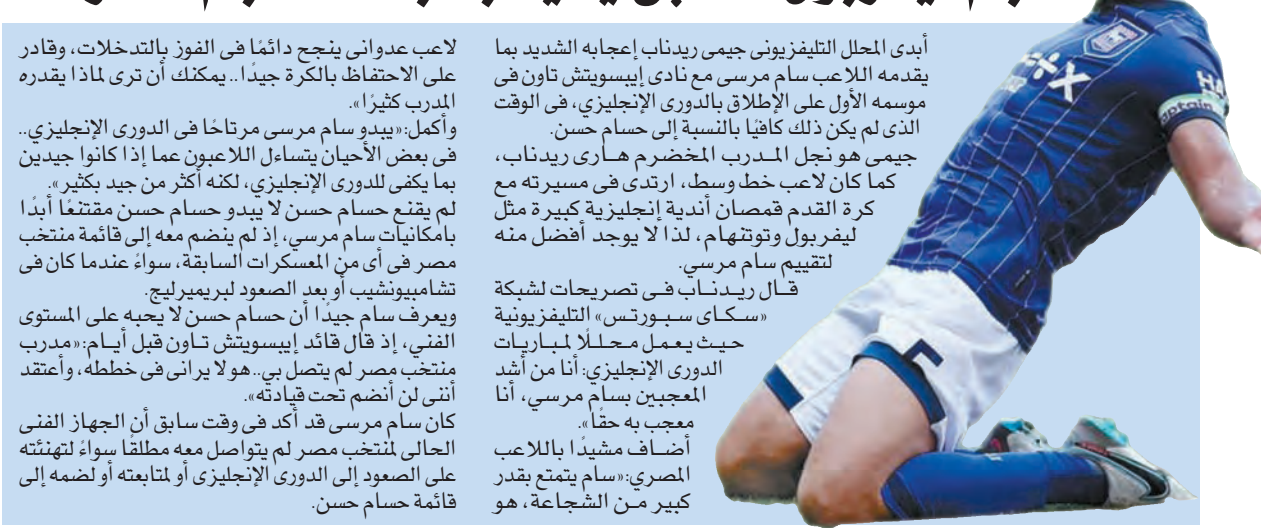 أبدى المحلل التليفزيونى جيمى ريدناب إعجابه الشديد بما
يقدمه اللاعب سام مرسى مع نادى إيبسويتش تاون فى
موسمه الأول على الإطلاق بالدورى الإنجليزي، فى الوقت
الذى لم يكن ذلك كافيًا بالنسبة إلى حسام حسن.
جيمى هو نجل المدرب المخضرم هارى ريدناب،
كما كان لاعب خط وسط، ارتدى فى مسيرته مع
كرة القدم قمصان أندية إنجليزية كبيرة مثل
ليفربول وتوتنهام، لذا لا يوجد أفضل منه
لتقييم سام مرسي.
قال ريدناب فى تصريحات لشبكة
«سكاى سبورتس» التليفزيونية
حيث يعمل محللًا لمباريات
الدورى الإنجليزي: أنا من أشد
المعجبين بسام مرسي، أنا
معجب به حقًا».
أضاف مشيدًا باللاعب
المصري:«سام يتمتع بقدر
كبير من الشجاعة، هو
لاعب عدوانى ينجح دائمًا فى الفوز بالتدخلات، وقادر
على الاحتفاظ بالكرة جيدًا.. يمكنك أن ترى لماذا يقدره
المدرب كثيرًا».
وأكمل:«يبدو سام مرسى مرتاحًا فى الدورى الإنجليزي..
فى بعض الأحيان يتساءل اللاعبون عما إذا كانوا جيدين
بما يكفى للدورى الإنجليزي، لكنه أكثر من جيد بكثير».
لم يقنع حسام حسن لا يبدو حسام حسن مقتنعًا أبدًا
بامكانيات سام مرسي، إذ لم ينضم معه إلى قائمة منتخب
مصر فى أى من المعسكرات السابقة، سواءً عندما كان فى
تشامبيونشيب أو بعد الصعود لبريميرليج.
ويعرف سام جيدًا أن حسام حسن لا يحبه على المستوى
الفني، إذ قال قائد إيبسويتش تاون قبل أيام:«مدرب
منتخب مصر لم يتصل بي.. هو لا يرانى فى خططه، وأعتقد
أننى لن أنضم تحت قيادته».
كان سام مرسى قد أكد فى وقت سابق أن الجهاز الفنى
الحالى لمنتخب مصر لم يتواصل معه مطلقًا سواءً لتهنئته
على الصعود إلى الدورى الإنجليزى أو لمتابعته أو لضمه إلى
قائمة حسام حسن.